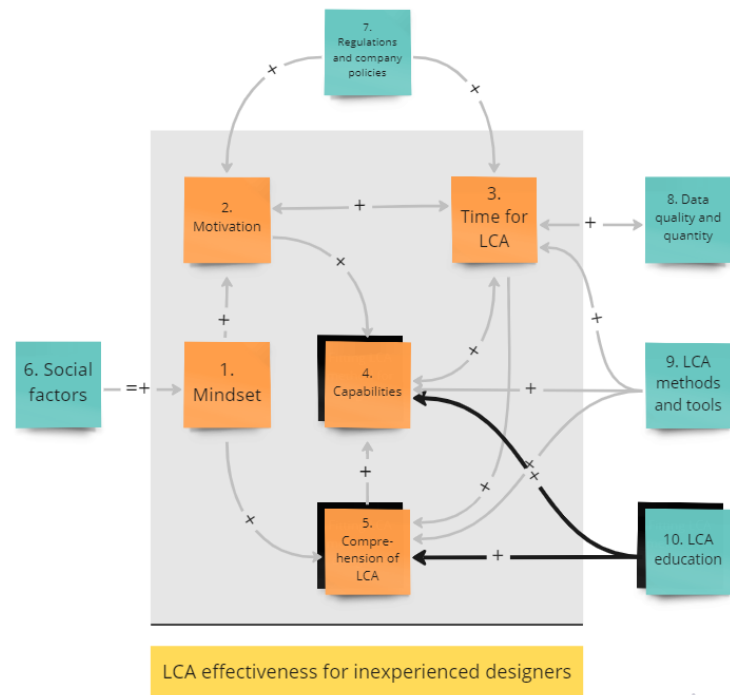 7.
Regulations
and company
policies
×
×
2.
Motivation
+
3.
Time for
LCA
+
8. Data
quality and
quantity
×
+
×
+
6. Social
factors
=+
1.
Mindset
4.
Capabilities
+
9. LCA
methods
and tools
×
×
+
×
×
5.
Compre-
hension of
LCA
+
10. LCA
education
LCA effectiveness for inexperienced designers